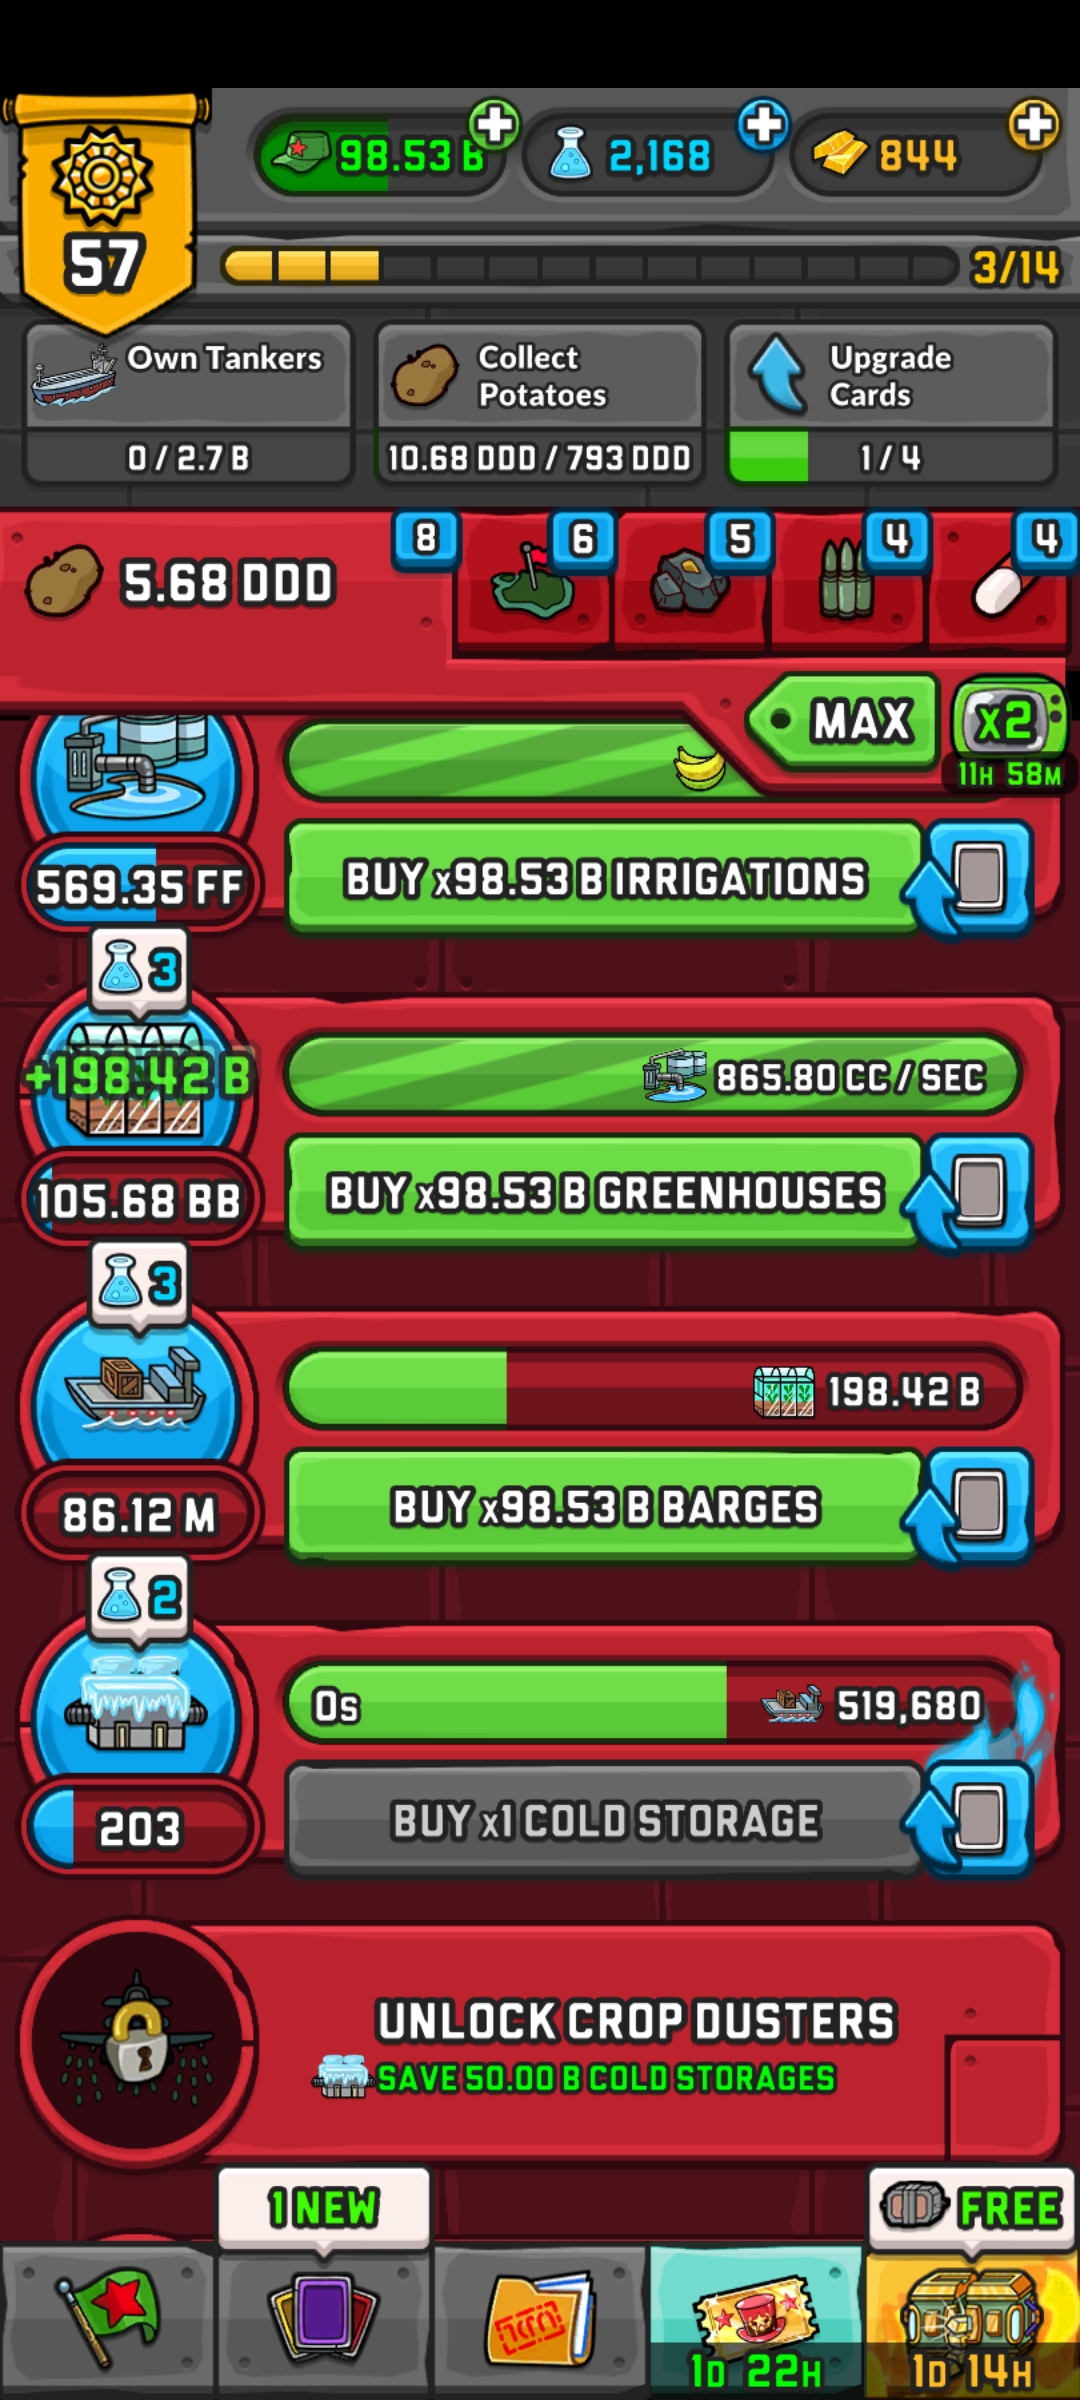 98.53 B
2,168
844
57
3/14
Own Tankers
0 / 2.7 B
Collect
Potatoes
10.68 DDD / 793 DDD
Upgrade
Cards
1 / 4
5.68 DDD
8
6
5
4
4
MAX
x2
11H 58M
569.35 FF
BUY x98.53 B IRRIGATIONS
3
+198.42 B
865.80 CC / SEC
105.68 BB
BUY x98.53 B GREENHOUSES
3
198.42 B
86.12 M
BUY x98.53 B BARGES
2
0s
519,680
203
BUY x1 COLD STORAGE
UNLOCK CROP DUSTERS
SAVE 50.00 B COLD STORAGES
1 NEW
FREE
1D 22H
1D 14H